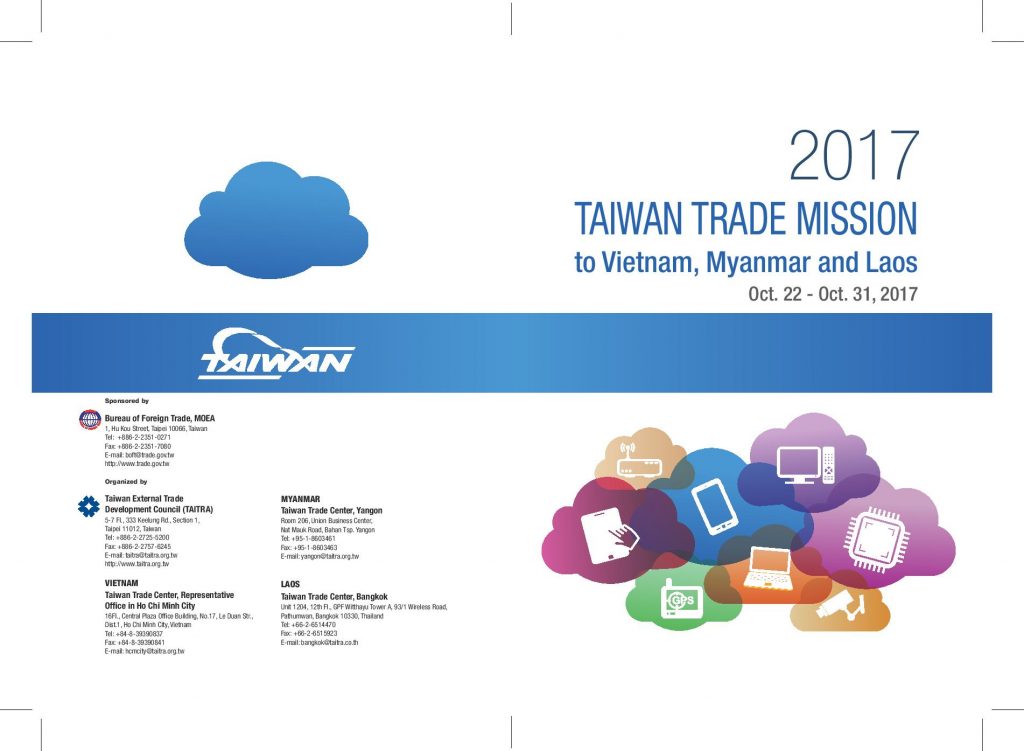 2017
TAIWAN TRADE MISSION
to Vietnam, Myanmar and Laos
Oct. 22 - Oct. 31, 2017
TAIWAN
Sponsored by
Bureau of Foreign Trade, MOEA
1, Hu Kou Street, Taipei 10066, Taiwan
Tel: +886-2-2351-0271
Fax: +886-2-2351-7080
E-mail: boft@trade.gov.tw
http://www.trade.gov.tw
Organized by
Taiwan External Trade
Development Council (TAITRA)
5-7 Fl., 333 Keelung Rd., Section 1,
Taipei 11012, Taiwan
Tel: +886-2-2725-5200
Fax: +886-2-2757-6245
E-mail: taitra@taitra.org.tw
http://www.taitra.org.tw
VIETNAM
Taiwan Trade Center, Representative
Office in Ho Chi Minh City
16Fl., Central Plaza Office Building, No.17, Le Duan Str.,
Dist.1, Ho Chi Minh City, Vietnam
Tel: +84-8-39390837
Fax: +84-8-39390841
E-mail: hcmcity@taitra.org.tw
MYANMAR
Taiwan Trade Center, Yangon
Room 206, Union Business Center,
Nat Mauk Road, Bahan Tsp. Yangon
Tel: +95-1-8603461
Fax: +95-1-8603463
E-mail: yangon@taitra.org.tw
LAOS
Taiwan Trade Center, Bangkok
Unit 1204, 12th Fl., GPF Witthayu Tower A, 93/1 Wireless Road,
Pathumwan, Bangkok 10330, Thailand
Tel: +66-2-6514470
Fax: +66-2-6515923
E-mail: bangkok@taitra.co.th
GPS